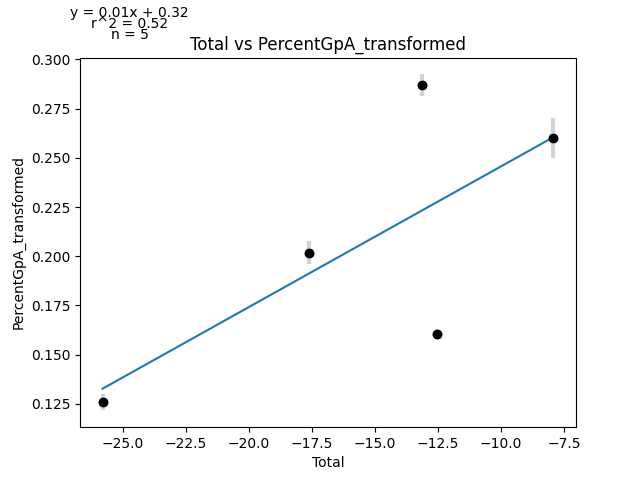 y = 0.01x + 0.32
r^2 = 0.52
n = 5
Total vs PercentGpA_transformed
PercentGpA_transformed
0.300
0.275
0.250
0.225
0.200
0.175
0.150
0.125
−25.0 −22.5 −20.0 −17.5 −15.0 −12.5 −10.0 −7.5
Total